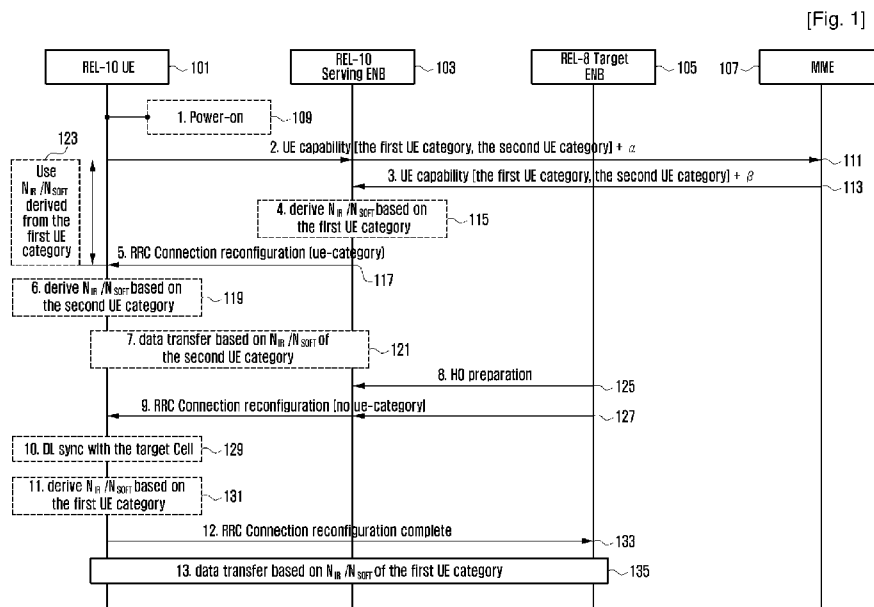 [Fig. 1]
REL-10 UE
101
REL-10
Serving ENB
103
REL-8 Target
ENB
105
107
MME
1. Power-on
109
123
2. UE capability [the first UE category, the second UE category] + α
111
Use
N_IR /N_SOFT
derived
from the
first UE
category
3. UE capability [the first UE category, the second UE category] + β
113
4. derive N_IR /N_SOFT based on
the first UE category
115
5. RRC Connection reconfiguration (ue-category)
117
6. derive N_IR /N_SOFT based on
the second UE category
119
7. data transfer based on N_IR /N_SOFT of
the second UE category
121
8. HO preparation
125
9. RRC Connection reconfiguration [no ue-category]
127
10. DL sync with the target Cell
129
11. derive N_IR /N_SOFT based on
the first UE category
131
12. RRC Connection reconfiguration complete
133
13. data transfer based on N_IR /N_SOFT of the first UE category
135